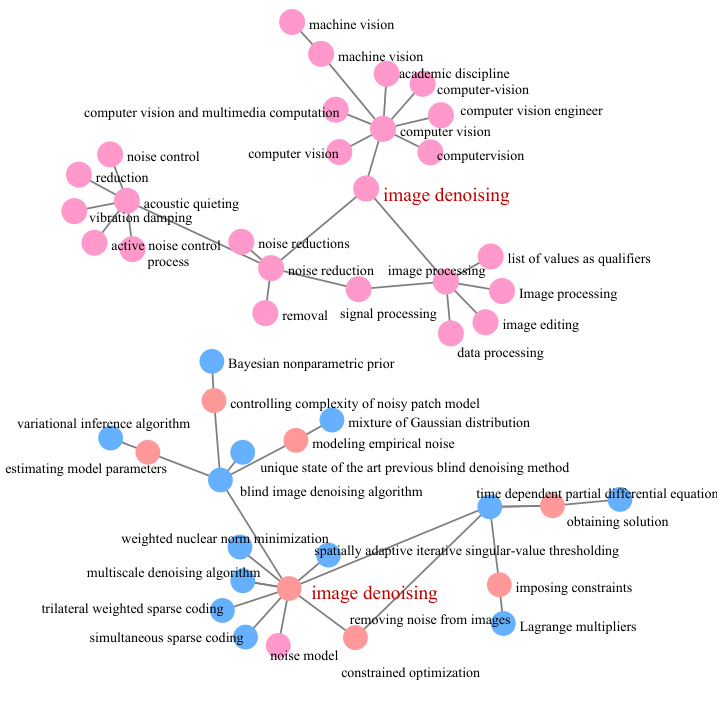 machine vision
machine vision
academic discipline
computer-vision
computer vision and multimedia computation
computer vision engineer
computer vision
computer vision
computervision
noise control
reduction
image denoising
acoustic quieting
vibration damping
active noise control
noise reductions
process
list of values as qualifiers
noise reduction
image processing
Image processing
removal
signal processing
image editing
data processing
Bayesian nonparametric prior
controlling complexity of noisy patch model
variational inference algorithm
mixture of Gaussian distribution
modeling empirical noise
estimating model parameters
unique state of the art previous blind denoising method
blind image denoising algorithm
time dependent partial differential equation
obtaining solution
weighted nuclear norm minimization
spatially adaptive iterative singular-value thresholding
multiscale denoising algorithm
imposing constraints
image denoising
trilateral weighted sparse coding
removing noise from images
Lagrange multipliers
simultaneous sparse coding
noise model
constrained optimization